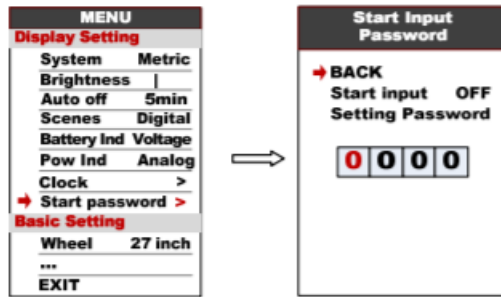 MENU
Display Setting
System Metric
Brightness |
Auto off 5min
Scenes Digital
Battery Ind Voltage
Pow Ind Analog
Clock >
Start password >
Basic Setting
Wheel 27 inch
...
EXIT
Start Input
Password
BACK
Start input OFF
Setting Password
0 0 0 0